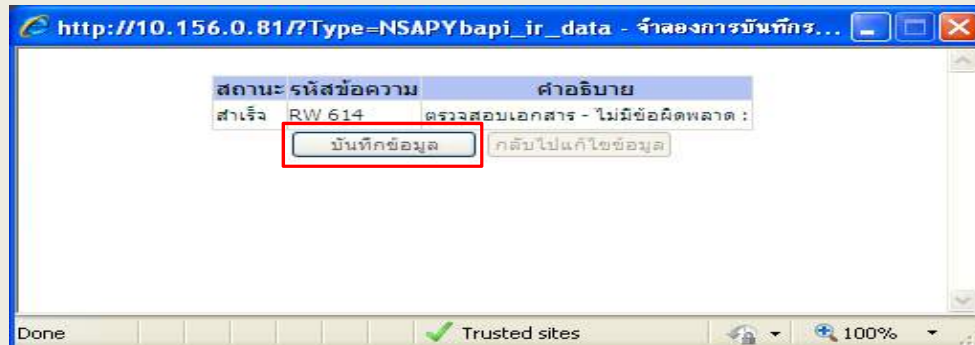 http://10.156.0.81/?Type=NSAPYbapi_ir_data - จำลองการบันทึกร...
สถานะ รหัสข้อความ คำอธิบาย
สำเร็จ RW 614 ตรวจสอบเอกสาร - ไม่มีข้อผิดพลาด :
บันทึกข้อมูล กลับไปแก้ไขข้อมูล
Done Trusted sites 100%